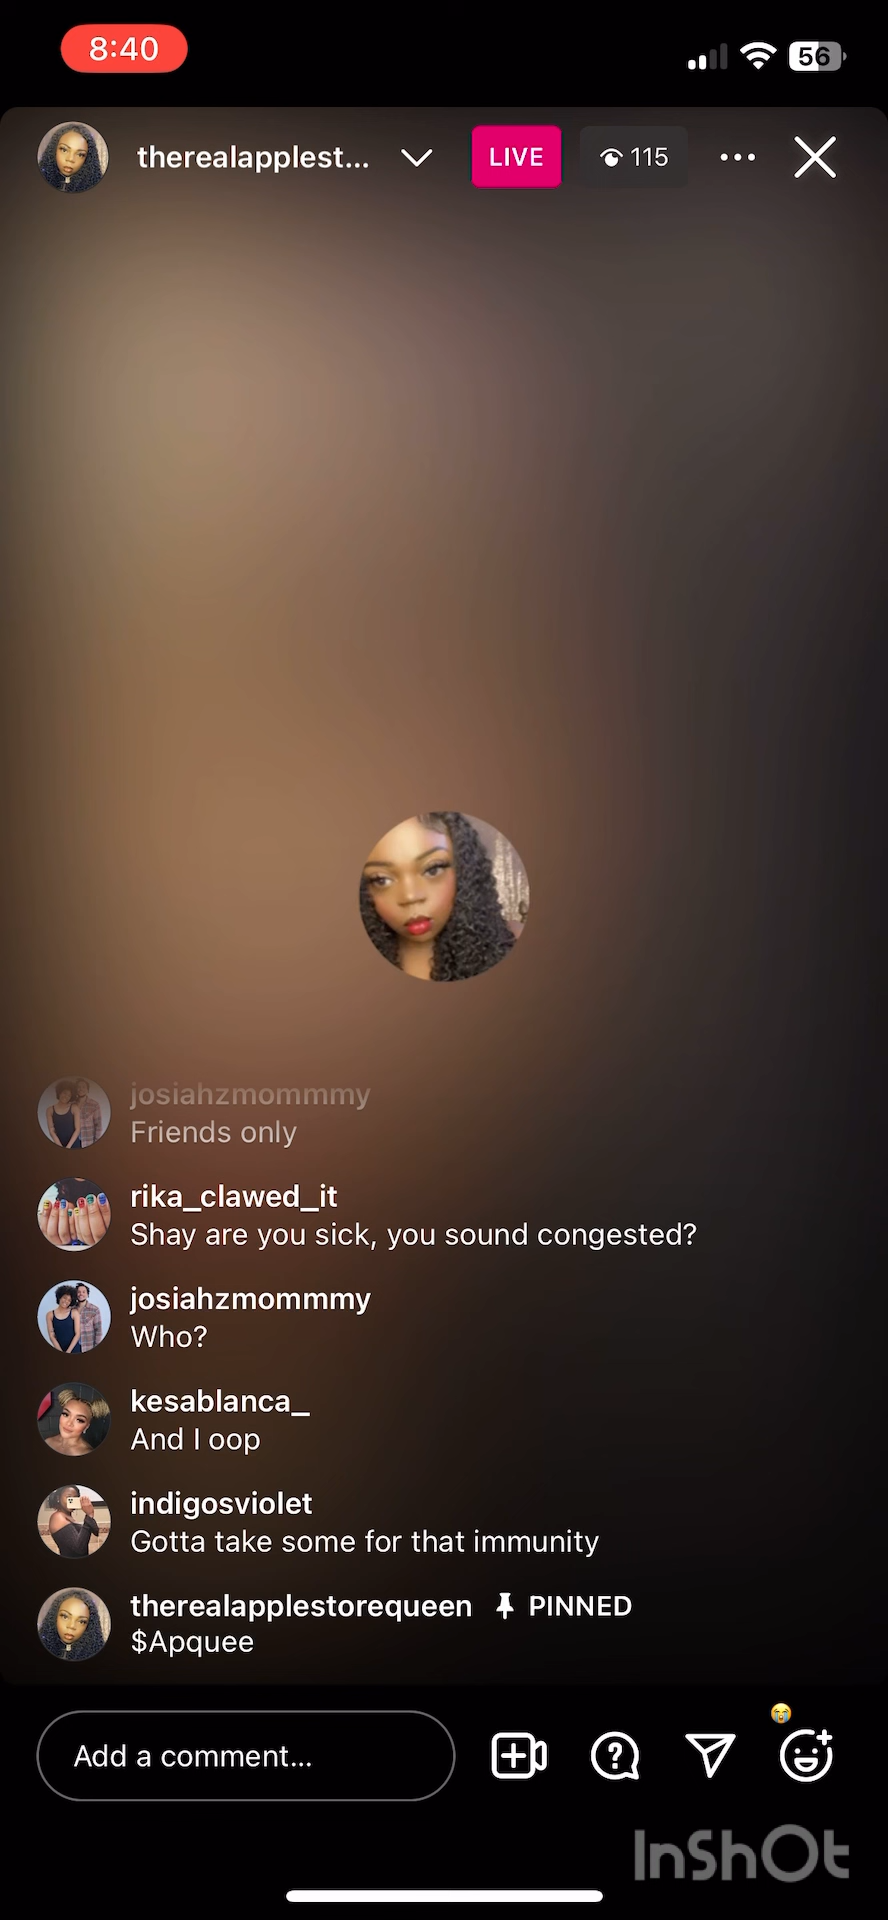 8:40
56
therealapplest...
LIVE
115
josiahzmommmy
Friends only
rika_clawed_it
Shay are you sick, you sound congested?
josiahzmommmy
Who?
kesablanca_
And I oop
indigosviolet
Gotta take some for that immunity
therealapplestorequeen PINNED
$Apquee
Add a comment...
InShOt